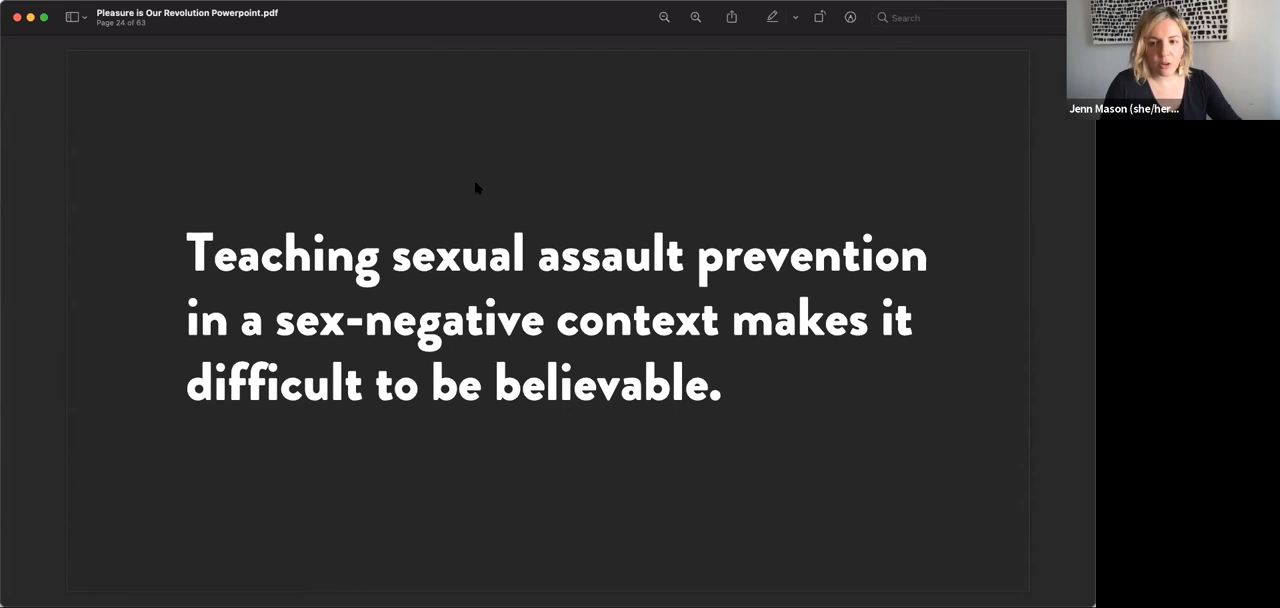 Pleasure is Our Revolution Powerpoint.pdf
Page 24 of 63
Search
Jenn Mason (she/her...
Teaching sexual assault prevention
in a sex-negative context makes it
difficult to be believable.